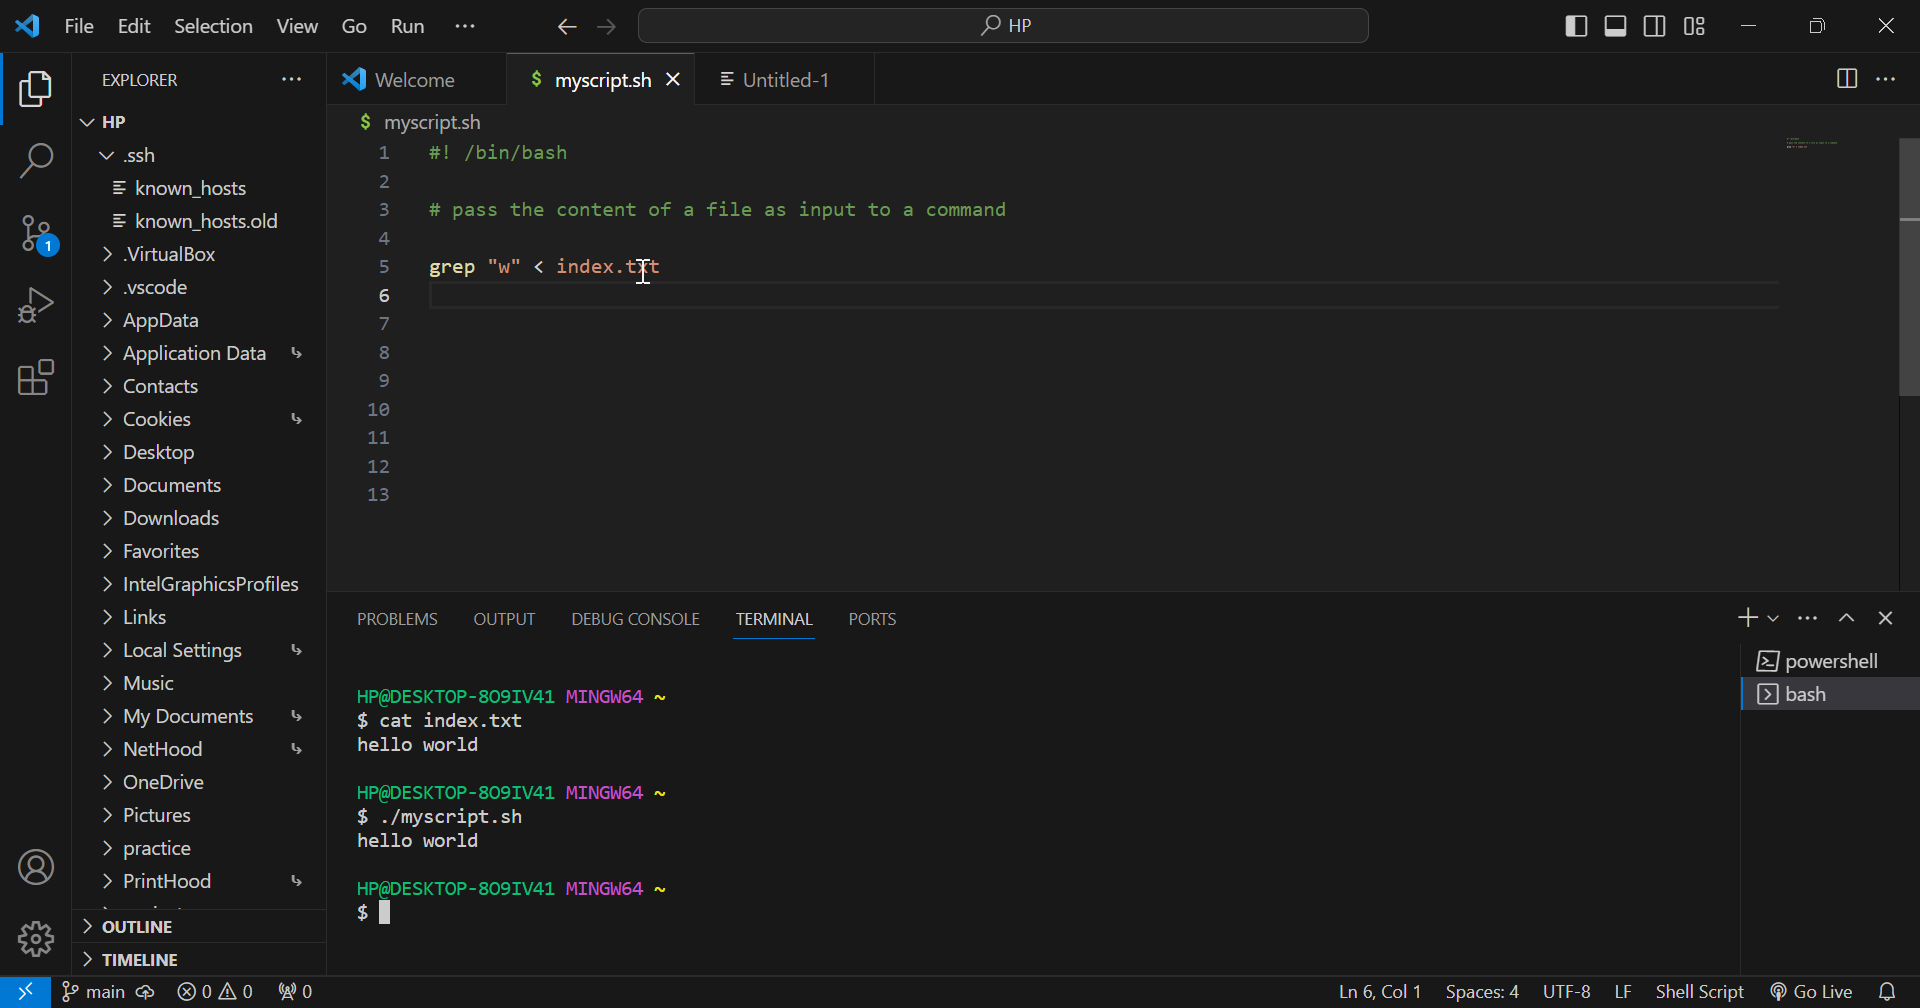 File Edit Selection View Go Run ···
HP
EXPLORER ···
HP
.ssh
known_hosts
known_hosts.old
.VirtualBox
.vscode
AppData
Application Data
Contacts
Cookies
Desktop
Documents
Downloads
Favorites
IntelGraphicsProfiles
Links
Local Settings
Music
My Documents
NetHood
OneDrive
Pictures
practice
PrintHood
OUTLINE
TIMELINE
1
Welcome
$ myscript.sh
Untitled-1
$ myscript.sh
1 #! /bin/bash
2
3 # pass the content of a file as input to a command
4
5 grep "w" < index.txt
6
7
8
9
10
11
12
13
PROBLEMS OUTPUT DEBUG CONSOLE TERMINAL PORTS
powershell
bash
HP@DESKTOP-8O9IV41 MINGW64 ~
$ cat index.txt
hello world
HP@DESKTOP-8O9IV41 MINGW64 ~
$ ./myscript.sh
hello world
HP@DESKTOP-8O9IV41 MINGW64 ~
$
main 0 0 0 Ln 6, Col 1 Spaces: 4 UTF-8 LF Shell Script Go Live